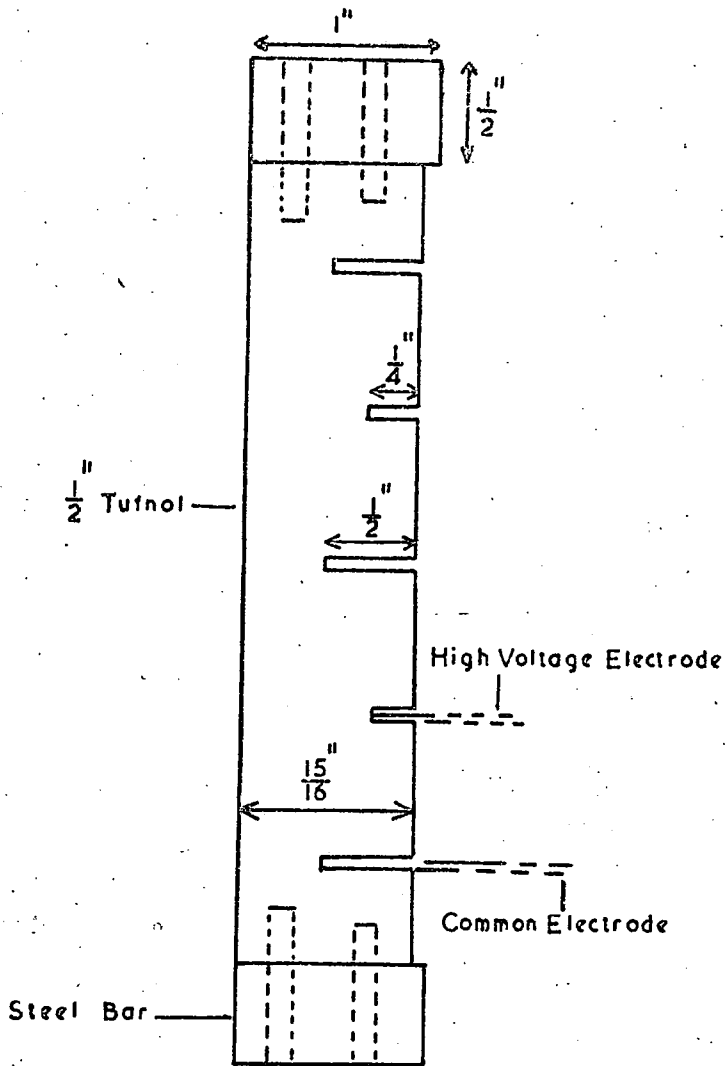 1"
1/2"
1/4"
1/2" Tufnol
1/2"
High Voltage Electrode
15/16"
Common Electrode
Steel Bar